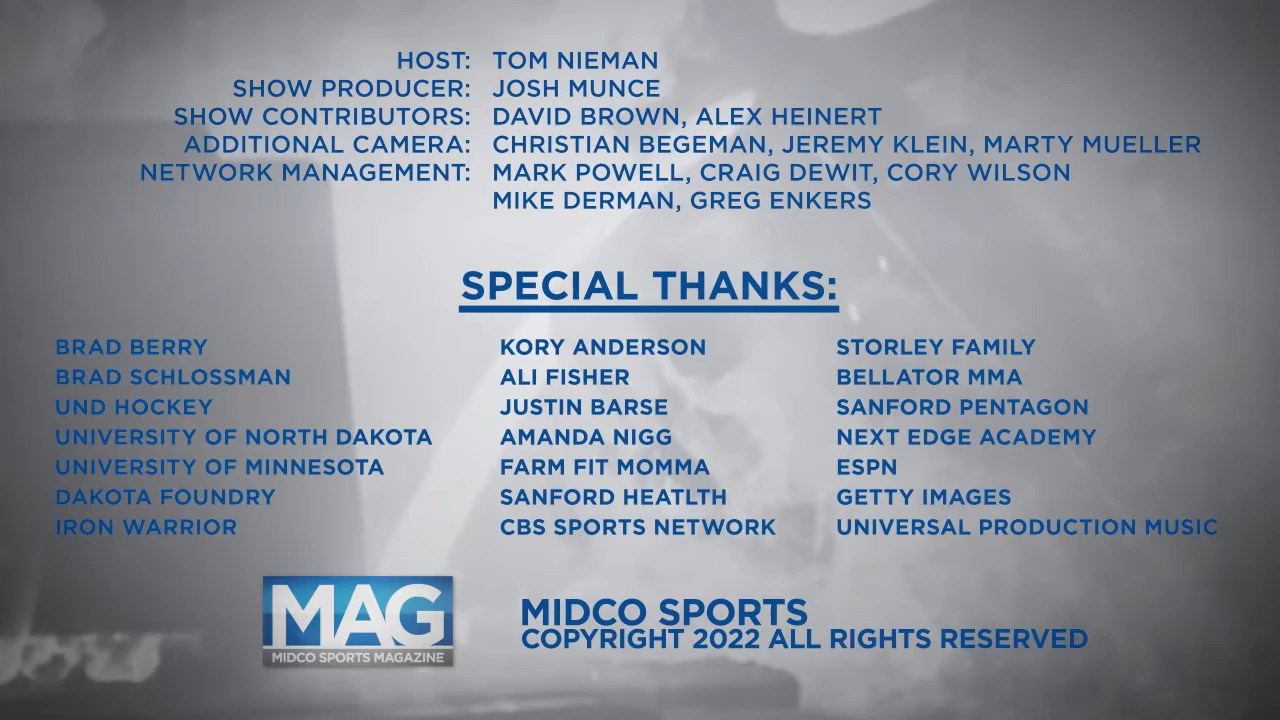 HOST: TOM NIEMAN
SHOW PRODUCER: JOSH MUNCE
SHOW CONTRIBUTORS: DAVID BROWN, ALEX HEINERT
ADDITIONAL CAMERA: CHRISTIAN BEGEMAN, JEREMY KLEIN, MARTY MUELLER
NETWORK MANAGEMENT: MARK POWELL, CRAIG DEWIT, CORY WILSON
MIKE DERMAN, GREG ENKERS
SPECIAL THANKS:
BRAD BERRY
BRAD SCHLOSSMAN
UND HOCKEY
UNIVERSITY OF NORTH DAKOTA
UNIVERSITY OF MINNESOTA
DAKOTA FOUNDRY
IRON WARRIOR
KORY ANDERSON
ALI FISHER
JUSTIN BARSE
AMANDA NIGG
FARM FIT MOMMA
SANFORD HEATLTH
CBS SPORTS NETWORK
STORLEY FAMILY
BELLATOR MMA
SANFORD PENTAGON
NEXT EDGE ACADEMY
ESPN
GETTY IMAGES
UNIVERSAL PRODUCTION MUSIC
MAG
MIDCO SPORTS MAGAZINE
MIDCO SPORTS
COPYRIGHT 2022 ALL RIGHTS RESERVED